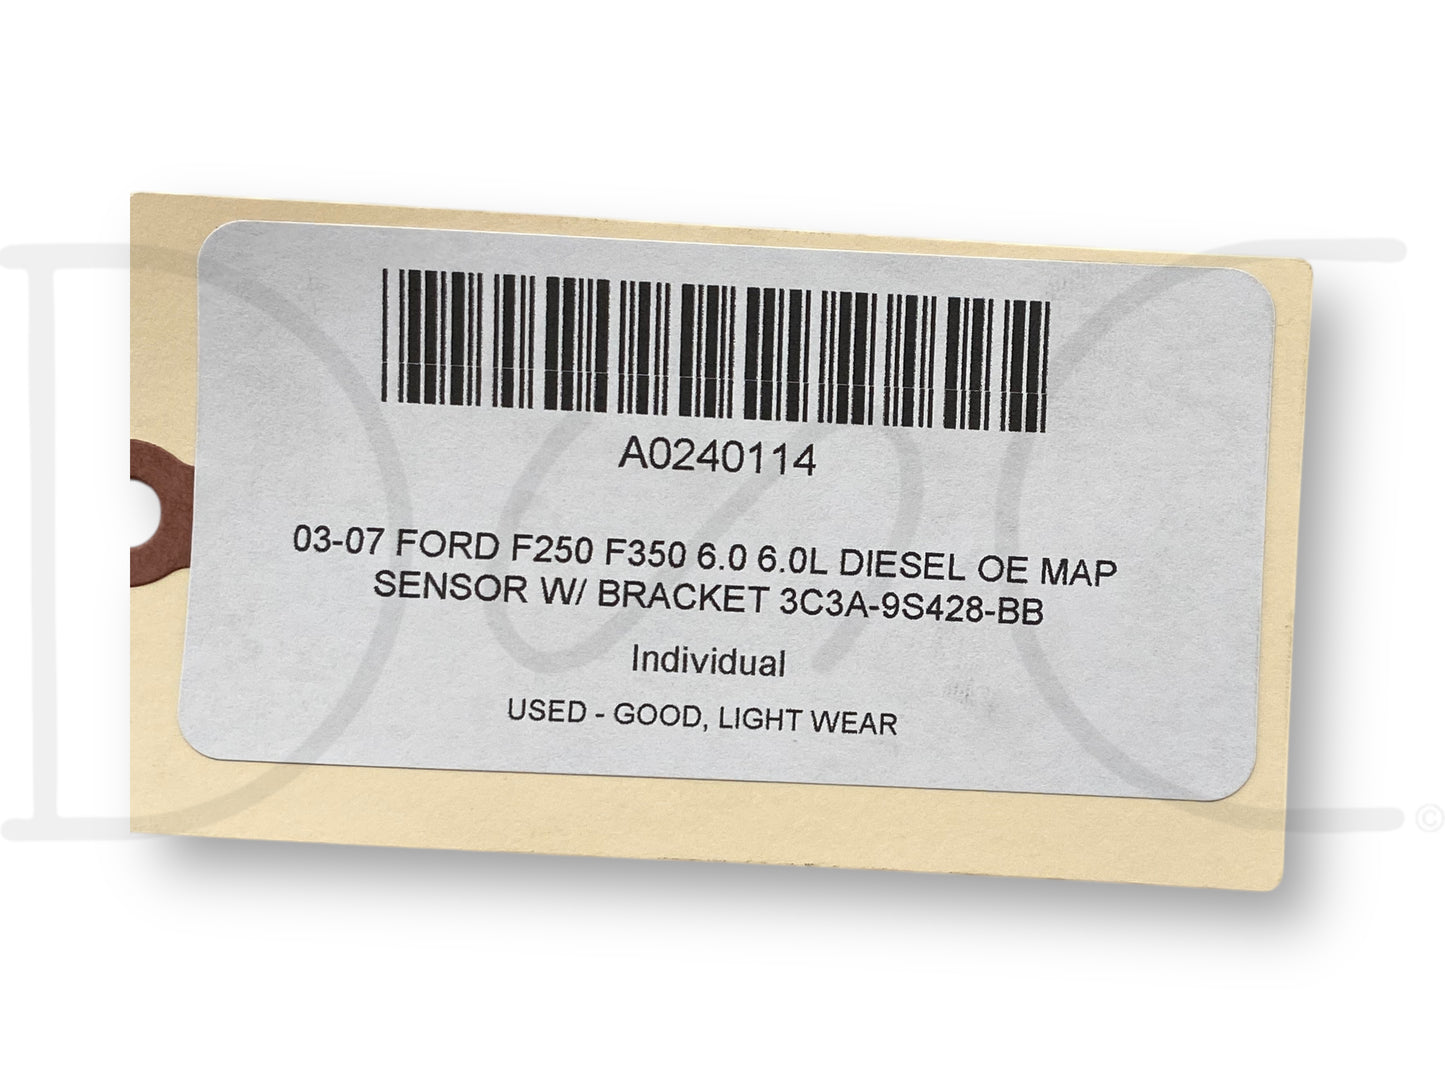 A0240114
03-07 FORD F250 F350 6.0 6.0L DIESEL OE MAP
SENSOR W/ BRACKET 3C3A-9S428-BB
Individual
USED - GOOD, LIGHT WEAR
©